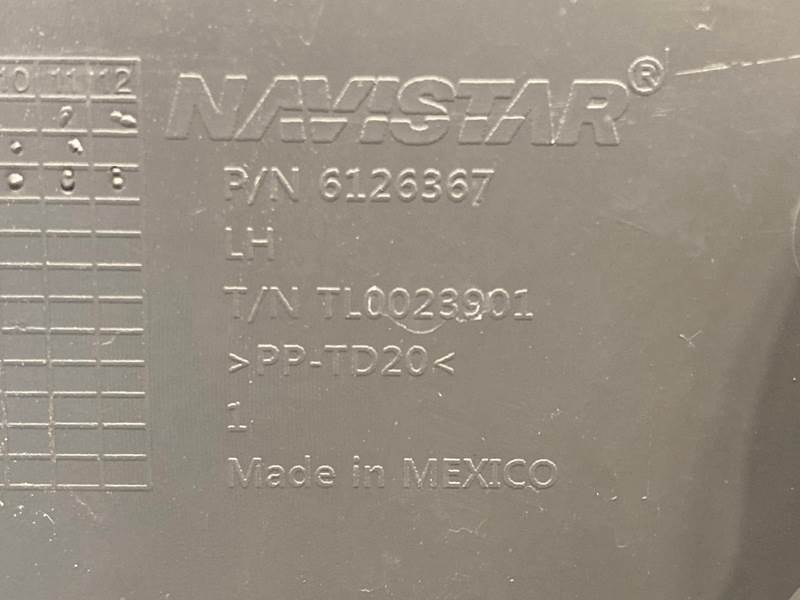 10 11 12
NAVISTAR®
P/N 6126367
LH
T/N TL0023901
>PP-TD20<
1
Made in MEXICO